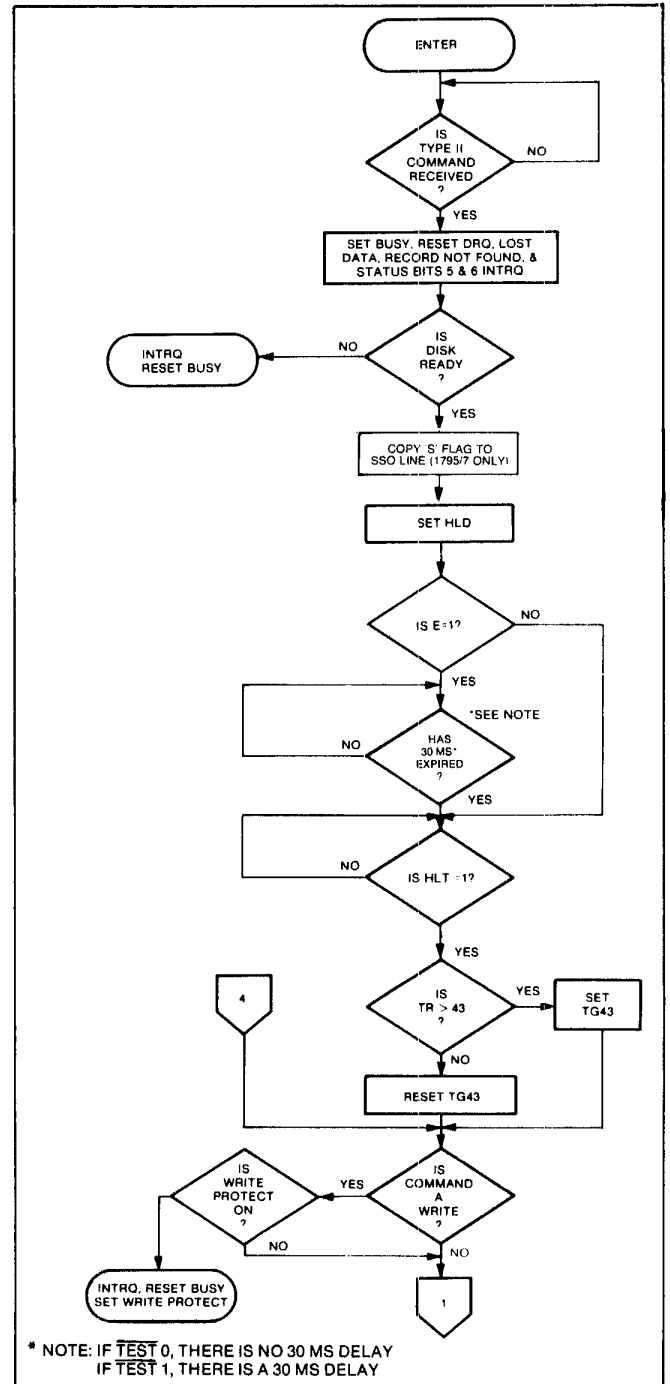 ENTER
IS
TYPE II
COMMAND
RECEIVED
?
NO
YES
SET BUSY, RESET DRQ, LOST
DATA, RECORD NOT FOUND, &
STATUS BITS 5 & 6 INTRQ
IS
DISK
READY
?
NO
INTRQ
RESET BUSY
YES
COPY 'S' FLAG TO
SSO LINE (1795/7 ONLY)
SET HLD
IS E=1?
NO
YES
*SEE NOTE
HAS
30 MS*
EXPIRED
?
NO
YES
IS HLT =1?
NO
YES
4
IS
TR > 43
?
YES
SET
TG43
NO
RESET TG43
IS
WRITE
PROTECT
ON
?
YES
IS
COMMAND
A
WRITE
?
NO
NO
INTRQ, RESET BUSY
SET WRITE PROTECT
1
* NOTE: IF TEST 0, THERE IS NO 30 MS DELAY
IF TEST 1, THERE IS A 30 MS DELAY